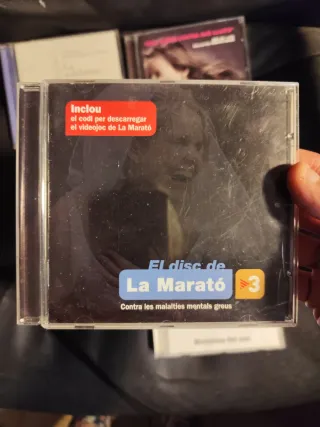 Inclou
el codi per descarregar
el videojoc de La Marató
El disc de
La Marató
3
Contra les malalties mentals greus